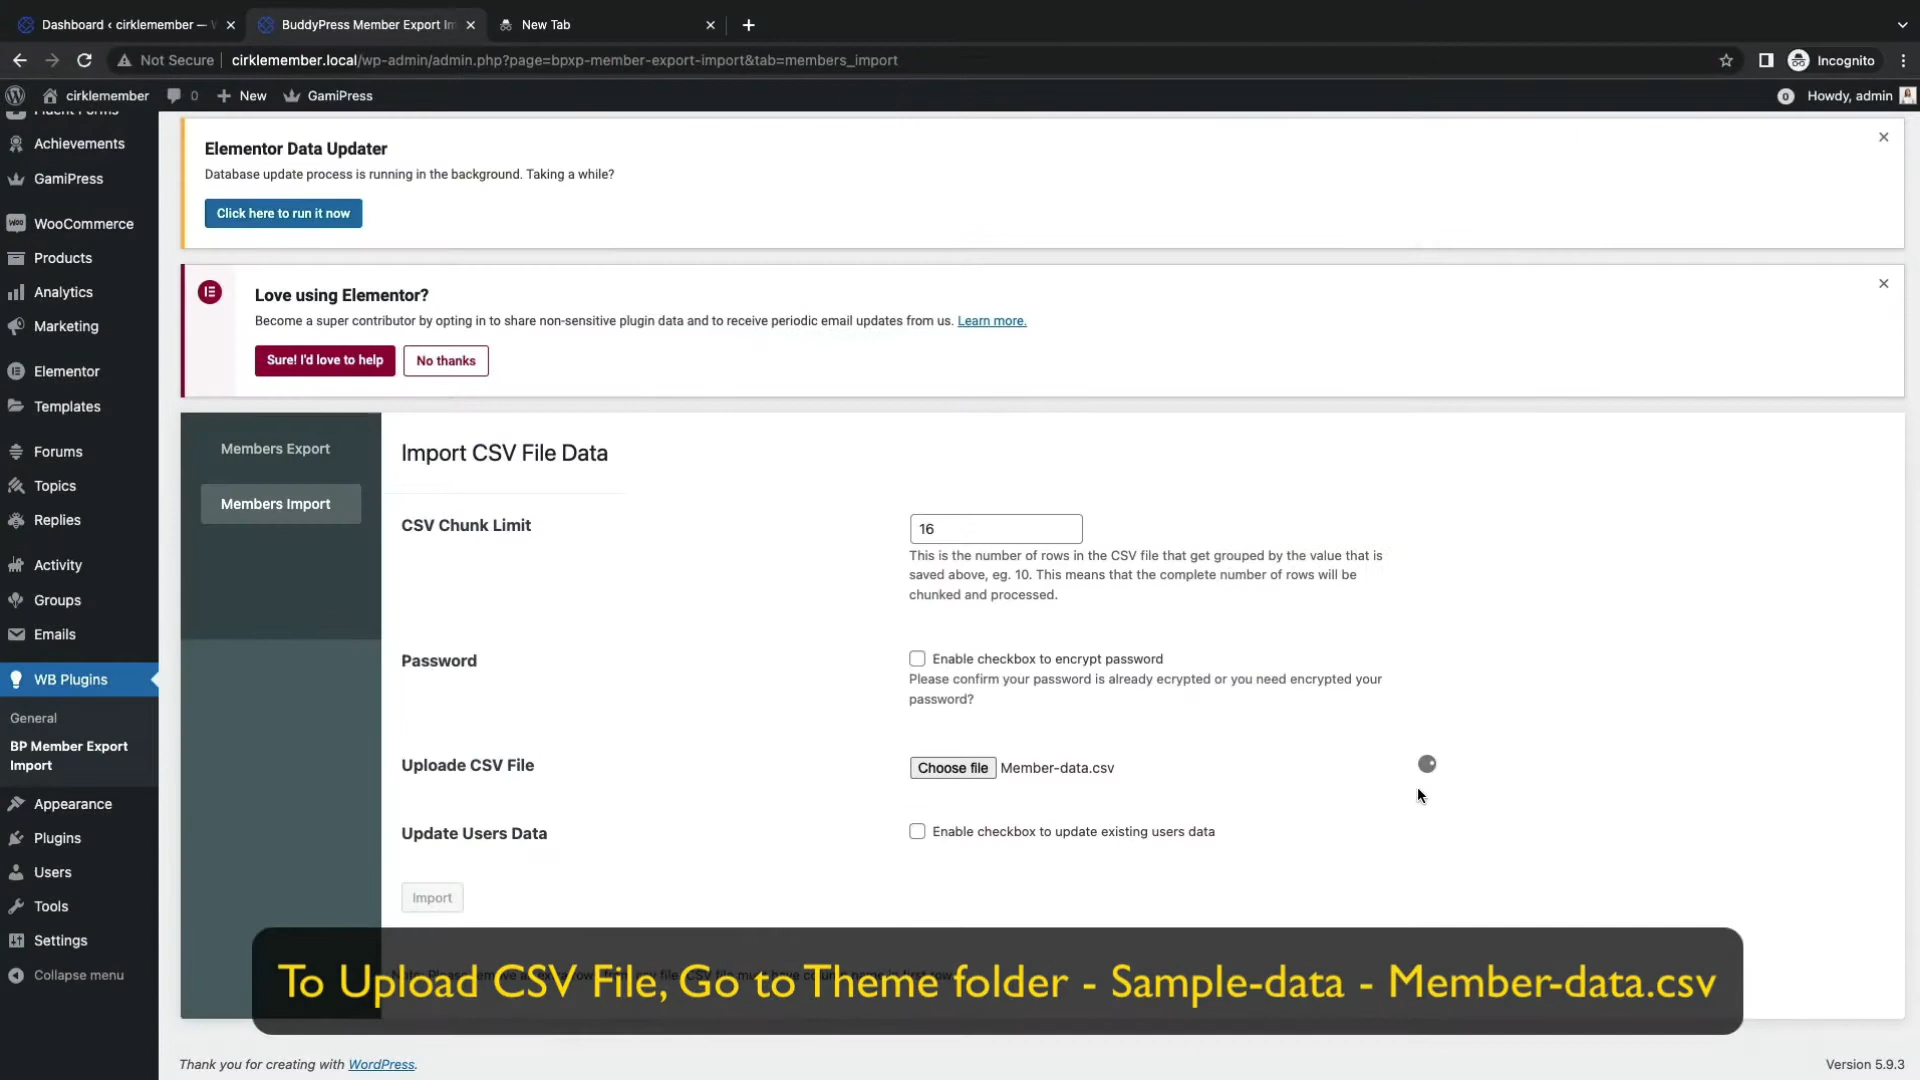 Dashboard ‹ cirklemember —
BuddyPress Member Export Im
New Tab
Not Secure
cirklemember.local/wp-admin/admin.php?page=bpxp-member-export-import&tab=members_import
Incognito
cirklemember
0
New
GamiPress
0
Howdy, admin
Fluent Forms
Achievements
GamiPress
WooCommerce
Products
Analytics
Marketing
Elementor
Templates
Forums
Topics
Replies
Activity
Groups
Emails
WB Plugins
General
BP Member Export
Import
Appearance
Plugins
Users
Tools
Settings
Collapse menu
Elementor Data Updater
Database update process is running in the background. Taking a while?
Click here to run it now
Love using Elementor?
Become a super contributor by opting in to share non-sensitive plugin data and to receive periodic email updates from us. Learn more.
Sure! I'd love to help
No thanks
Members Export
Members Import
Import CSV File Data
CSV Chunk Limit
16
This is the number of rows in the CSV file that get grouped by the value that is
saved above, eg. 10. This means that the complete number of rows will be
chunked and processed.
Password
Enable checkbox to encrypt password
Please confirm your password is already ecrypted or you need encrypted your
password?
Uploade CSV File
Choose file Member-data.csv
Update Users Data
Enable checkbox to update existing users data
Import
To Upload CSV File, Go to Theme folder - Sample-data - Member-data.csv
Thank you for creating with WordPress.
Version 5.9.3